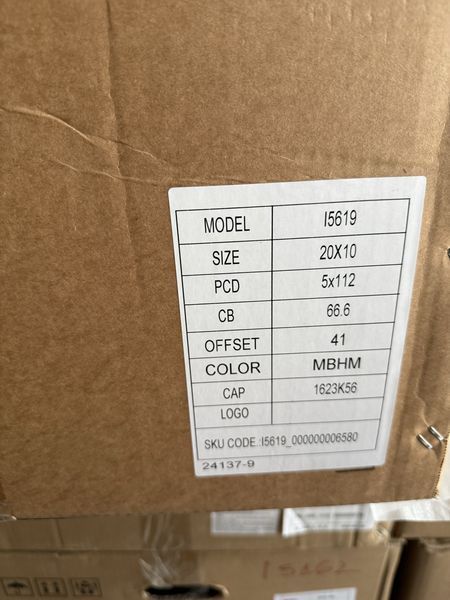 MODEL I5619
SIZE 20X10
PCD 5x112
CB 66.6
OFFSET 41
COLOR MBHM
CAP 1623K56
LOGO
SKU CODE :I5619_000000006580
24137-9